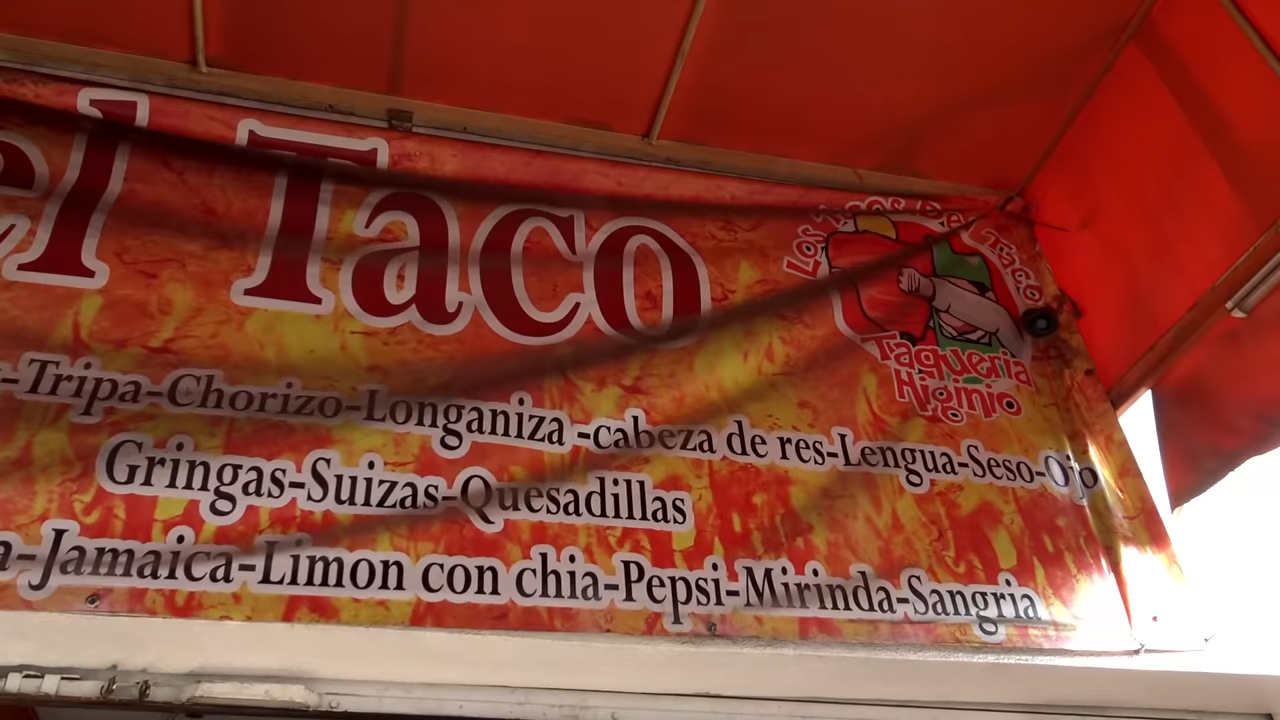 el Taco
Los Tacos Del Taco
Taqueria
Higinio
-Tripa-Chorizo-Longaniza -cabeza de res-Lengua-Seso-Ojo
Gringas-Suizas-Quesadillas
a-Jamaica-Limon con chia-Pepsi-Mirinda-Sangria